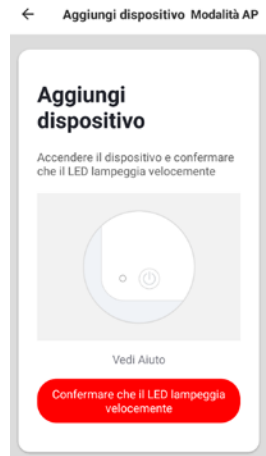 Aggiungi dispositivo Modalità AP
Aggiungi
dispositivo
Accendere il dispositivo e confermare
che il LED lampeggia velocemente
Vedi Aiuto
Confermare che il LED lampeggia
velocemente